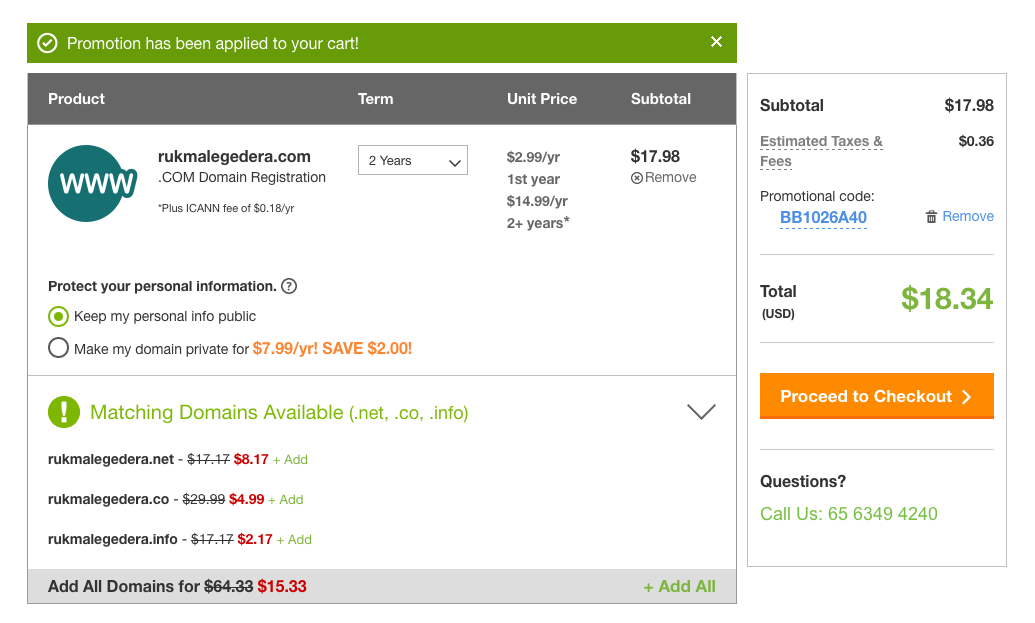 Promotion has been applied to your cart!
Product Term Unit Price Subtotal
www
rukmalegedera.com
.COM Domain Registration
*Plus ICANN fee of $0.18/yr
2 Years
$2.99/yr
1st year
$14.99/yr
2+ years*
$17.98
Remove
Protect your personal information. ?
Keep my personal info public
Make my domain private for $7.99/yr! SAVE $2.00!
Matching Domains Available (.net, .co, .info)
rukmalegedera.net - $17.17 $8.17 + Add
rukmalegedera.co - $29.99 $4.99 + Add
rukmalegedera.info - $17.17 $2.17 + Add
Add All Domains for $64.33 $15.33 + Add All
Subtotal $17.98
Estimated Taxes & $0.36
Fees
Promotional code:
BB1026A40 Remove
Total $18.34
(USD)
Proceed to Checkout
Questions?
Call Us: 65 6349 4240